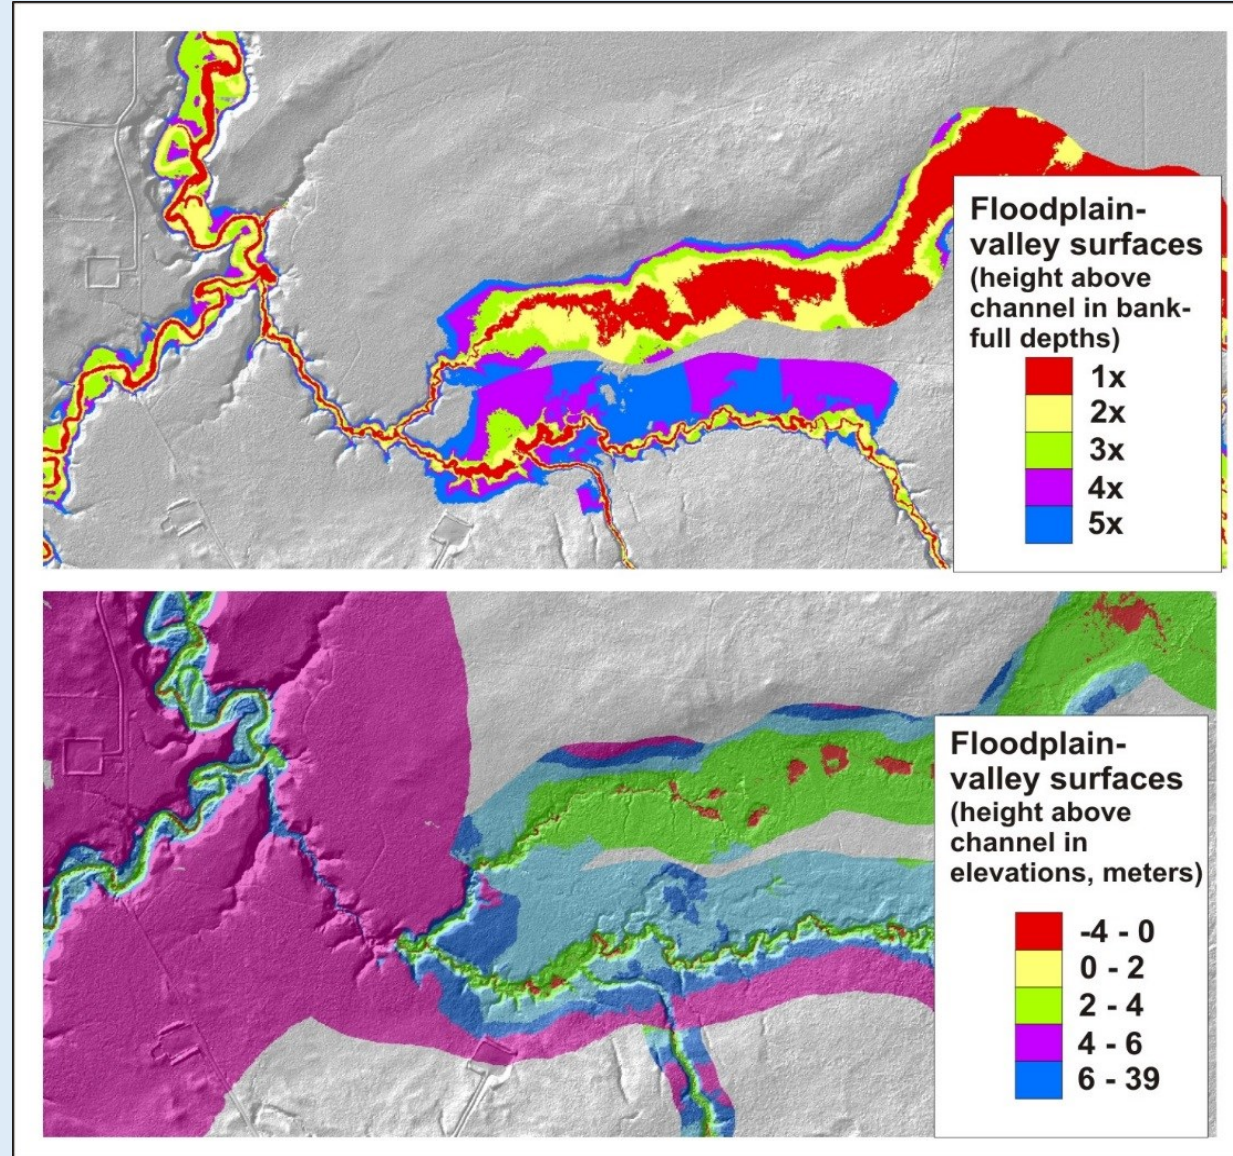 Floodplain-
valley surfaces
(height above
channel in bank-
full depths)
1x
2x
3x
4x
5x
Floodplain-
valley surfaces
(height above
channel in
elevations, meters)
-4 - 0
0 - 2
2 - 4
4 - 6
6 - 39